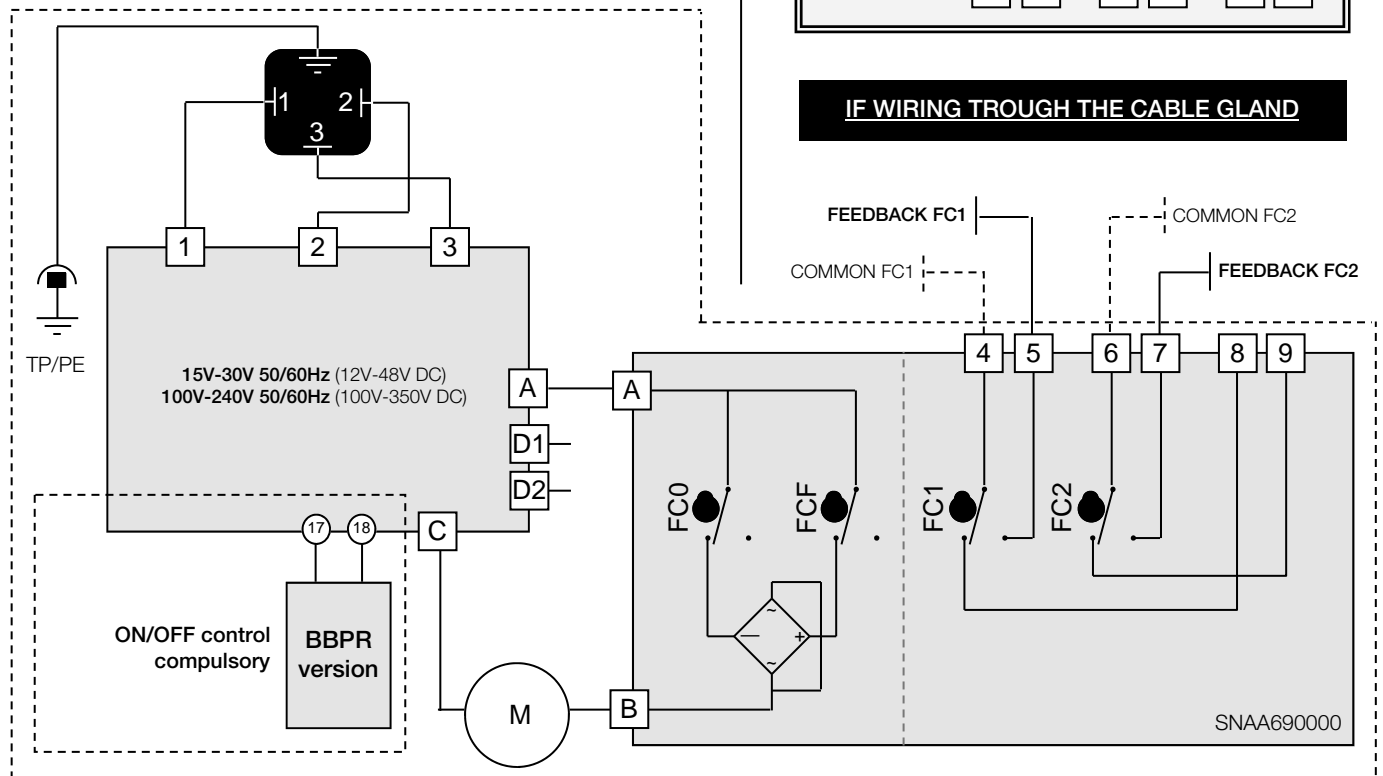 1 2
3
IF WIRING TROUGH THE CABLE GLAND
FEEDBACK FC1
COMMON FC2
COMMON FC1
FEEDBACK FC2
1 2 3
TP/PE
15V-30V 50/60Hz (12V-48V DC)
100V-240V 50/60Hz (100V-350V DC)
4 5 6 7 8 9
A
A
D1
D2
FC0
FCF
FC1
FC2
17 18
C
~
— +
~
ON/OFF control
compulsory
BBPR
version
M
B
SNAA690000